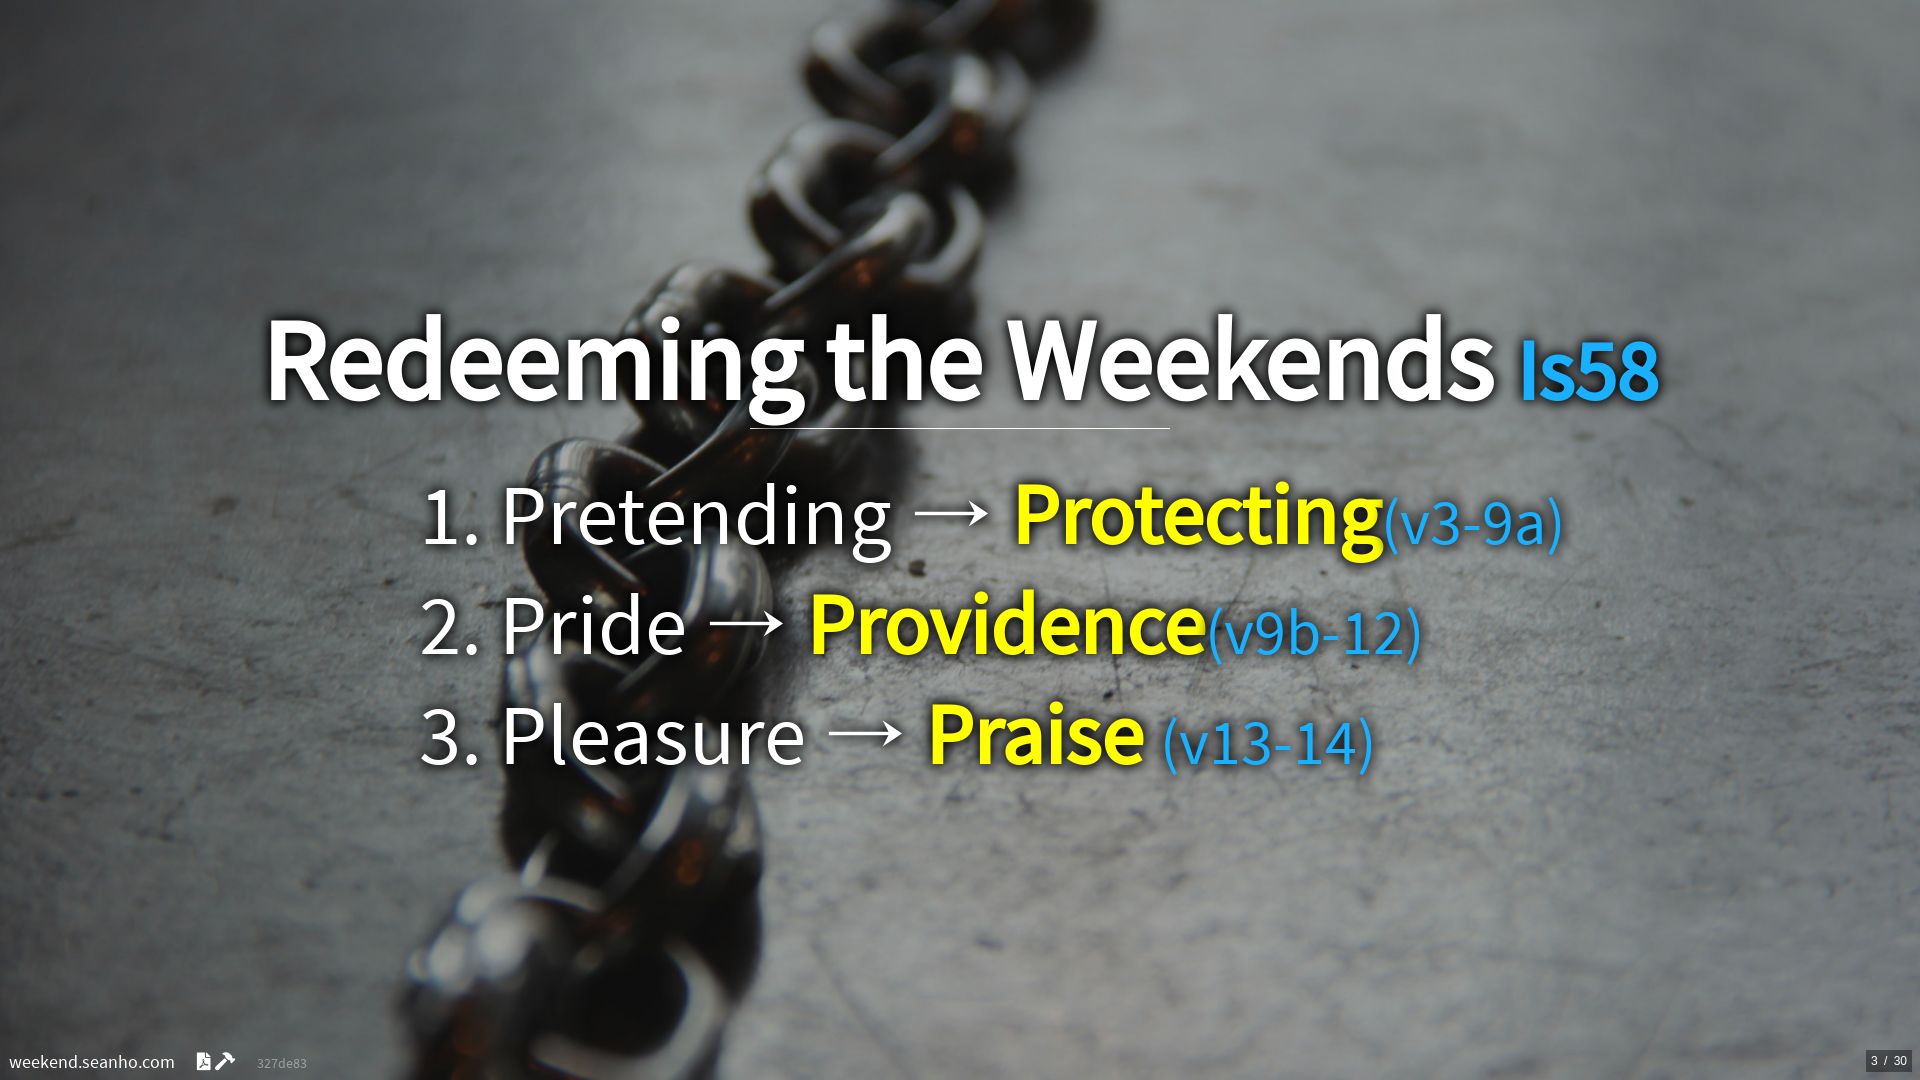 Redeeming the Weekends Is58
1. Pretending → Protecting(v3-9a)
2. Pride → Providence(v9b-12)
3. Pleasure → Praise (v13-14)
weekend.seanho.com 327de83
3 / 30